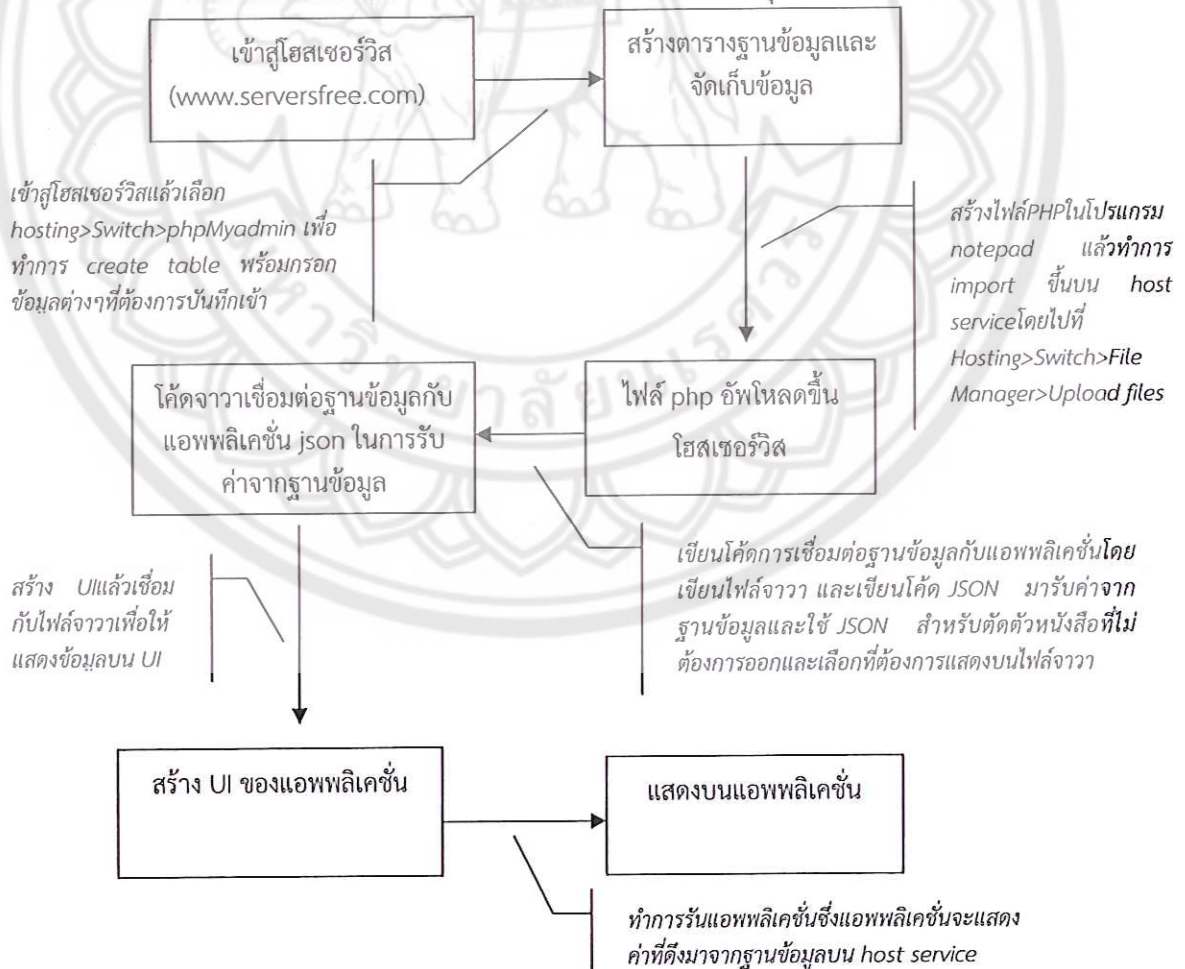 เข้าสู่โฮสเซอร์วิส
(www.serversfree.com)
สร้างตารางฐานข้อมูลและ
จัดเก็บข้อมูล
เข้าสู่โฮสเซอร์วิสแล้วเลือก
hosting>Switch>phpMyadmin เพื่อ
ทำการ create table พร้อมกรอก
ข้อมูลต่างๆที่ต้องการบันทึกเข้า
สร้างไฟล์PHPในโปรแกรม
notepad แล้วทำการ
import ขึ้นบน host
serviceโดยไปที่
Hosting>Switch>File
Manager>Upload files
โค้ดจาวาเชื่อมต่อฐานข้อมูลกับ
แอพพลิเคชั่น json ในการรับ
ค่าจากฐานข้อมูล
ไฟล์ php อัพโหลดขึ้น
โฮสเซอร์วิส
สร้าง UIแล้วเชื่อม
กับไฟล์จาวาเพื่อให้
แสดงข้อมูลบน UI
เขียนโค้ดการเชื่อมต่อฐานข้อมูลกับแอพพลิเคชั่นโดย
เขียนไฟล์จาวา และเขียนโค้ด JSON มารับค่าจาก
ฐานข้อมูลและใช้ JSON สำหรับตัดตัวหนังสือที่ไม่
ต้องการออกและเลือกที่ต้องการแสดงบนไฟล์จาวา
สร้าง UI ของแอพพลิเคชั่น
แสดงบนแอพพลิเคชั่น
ทำการรันแอพพลิเคชั่นซึ่งแอพพลิเคชั่นจะแสดง
ค่าที่ดึงมาจากฐานข้อมูลบน host service